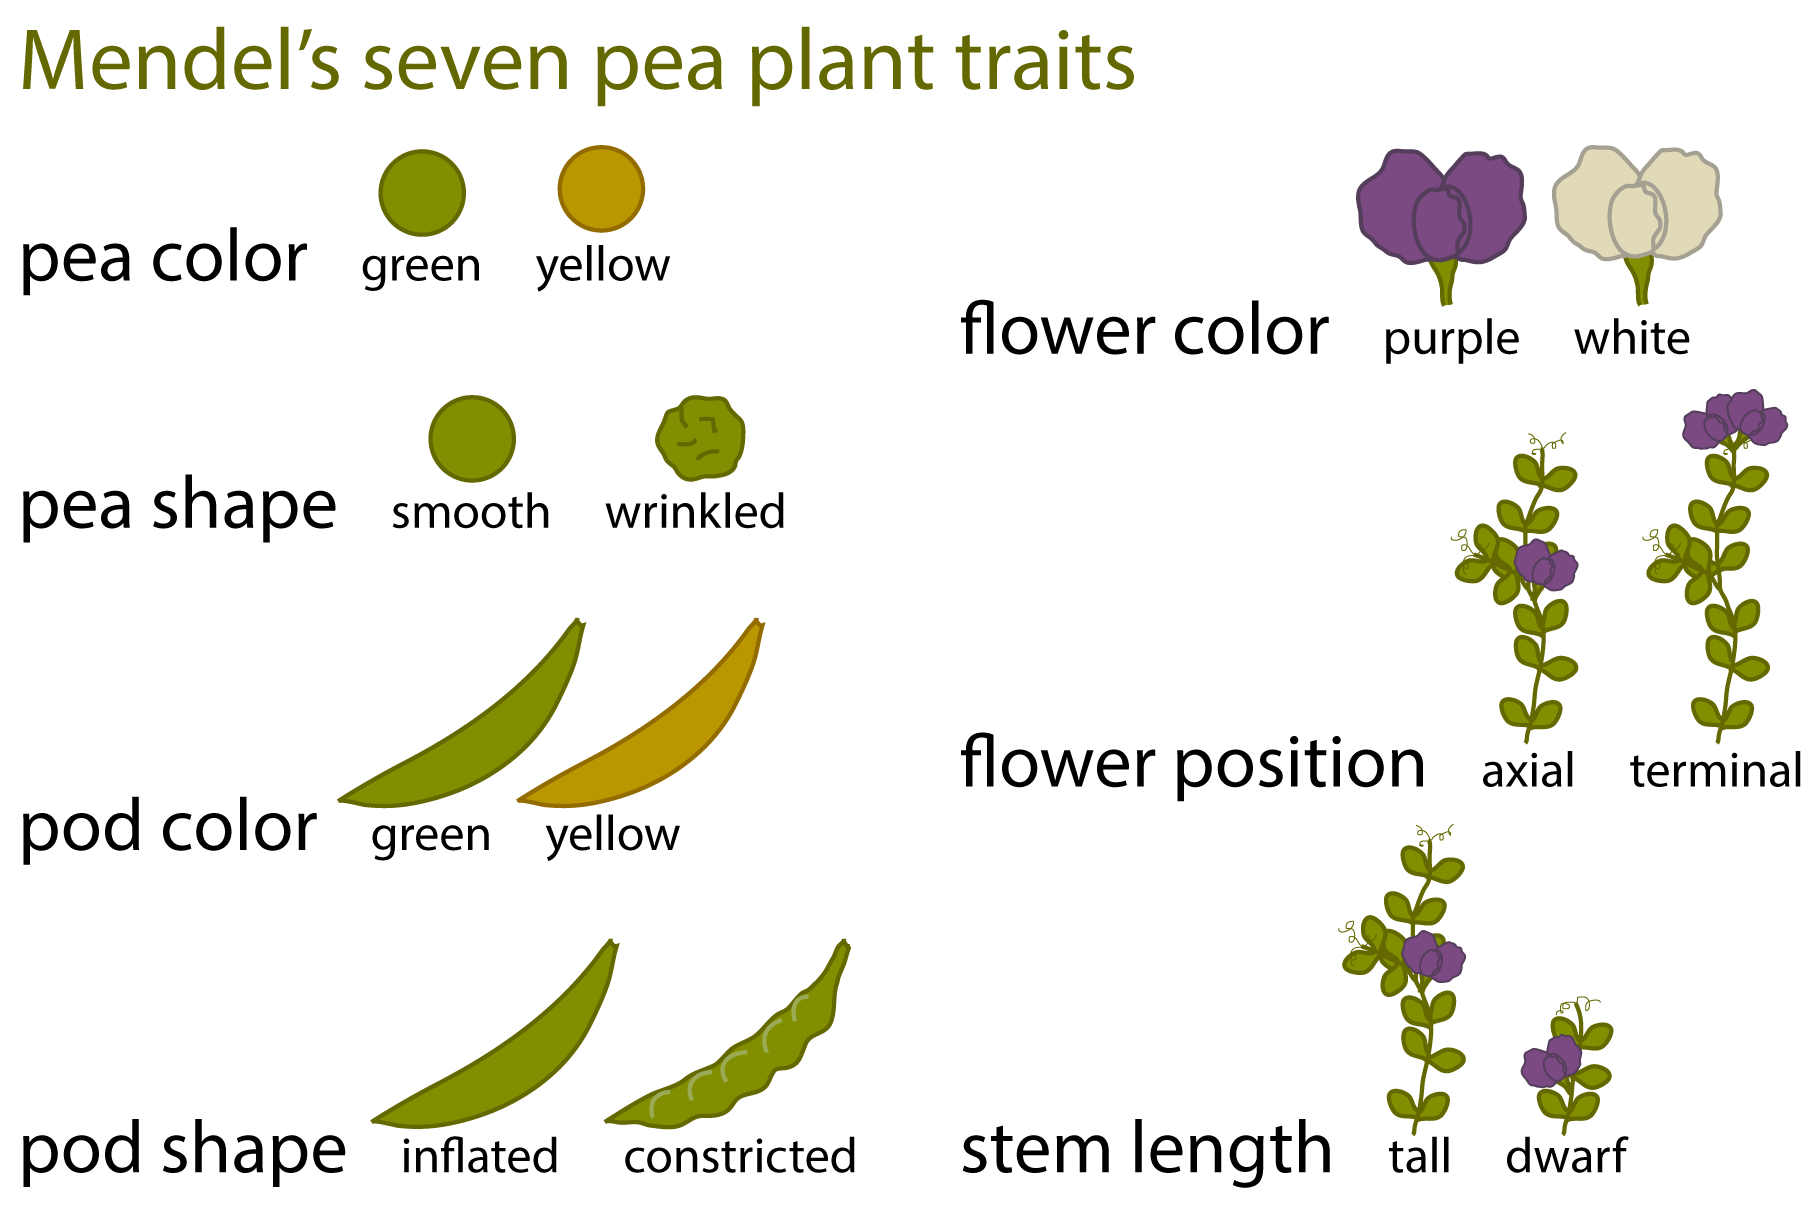 Mendel’s seven pea plant traits
pea color
green
yellow
pea shape
smooth
wrinkled
pod color
green
yellow
pod shape
inflated
constricted
flower color
purple
white
flower position
axial
terminal
stem length
tall
dwarf